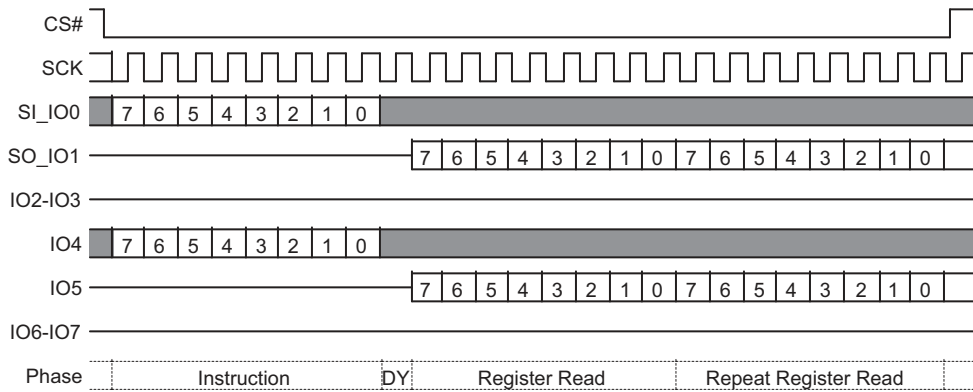 CS#
SCK
SI_IO0 7 6 5 4 3 2 1 0
SO_IO1 7 6 5 4 3 2 1 0 7 6 5 4 3 2 1 0
IO2-IO3
IO4 7 6 5 4 3 2 1 0
IO5 7 6 5 4 3 2 1 0 7 6 5 4 3 2 1 0
IO6-IO7
Phase Instruction DY Register Read Repeat Register Read